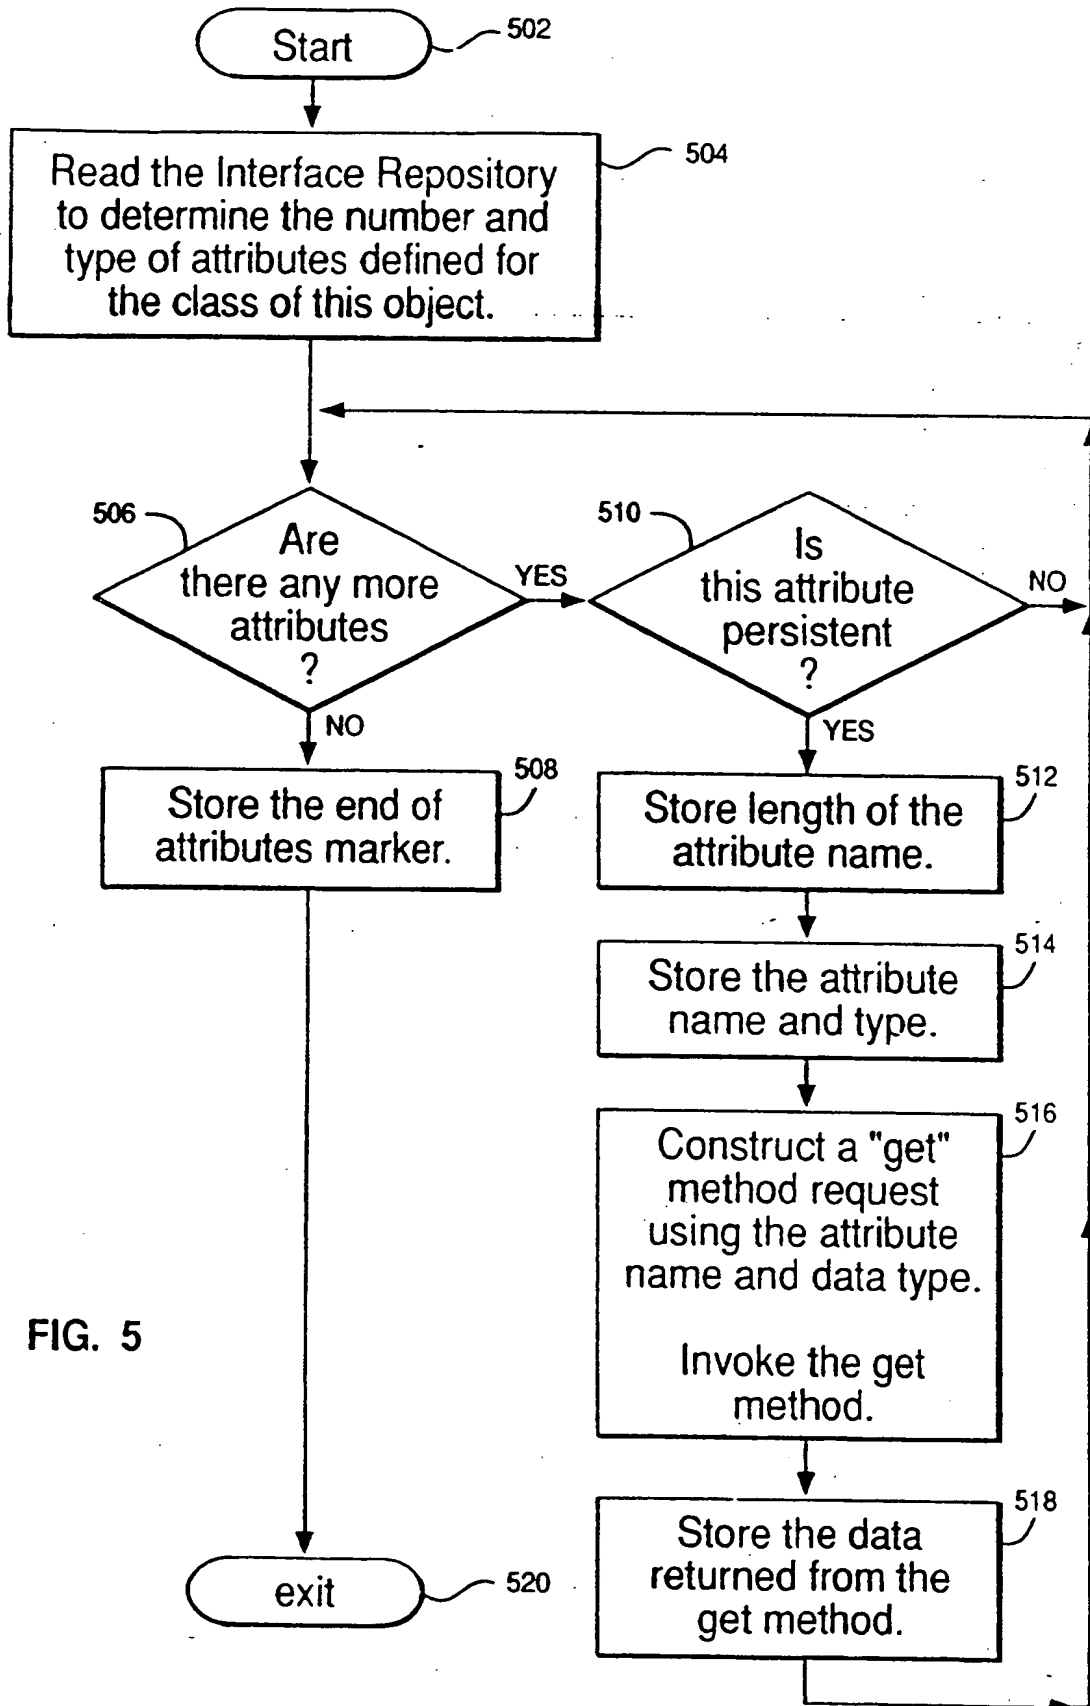 Start
502
Read the Interface Repository
to determine the number and
type of attributes defined for
the class of this object.
504
506
Are
there any more
attributes
?
YES
NO
510
Is
this attribute
persistent
?
NO
YES
Store the end of
attributes marker.
508
Store length of the
attribute name.
512
Store the attribute
name and type.
514
Construct a "get"
method request
using the attribute
name and data type.
Invoke the get
method.
516
FIG. 5
Store the data
returned from the
get method.
518
exit
520